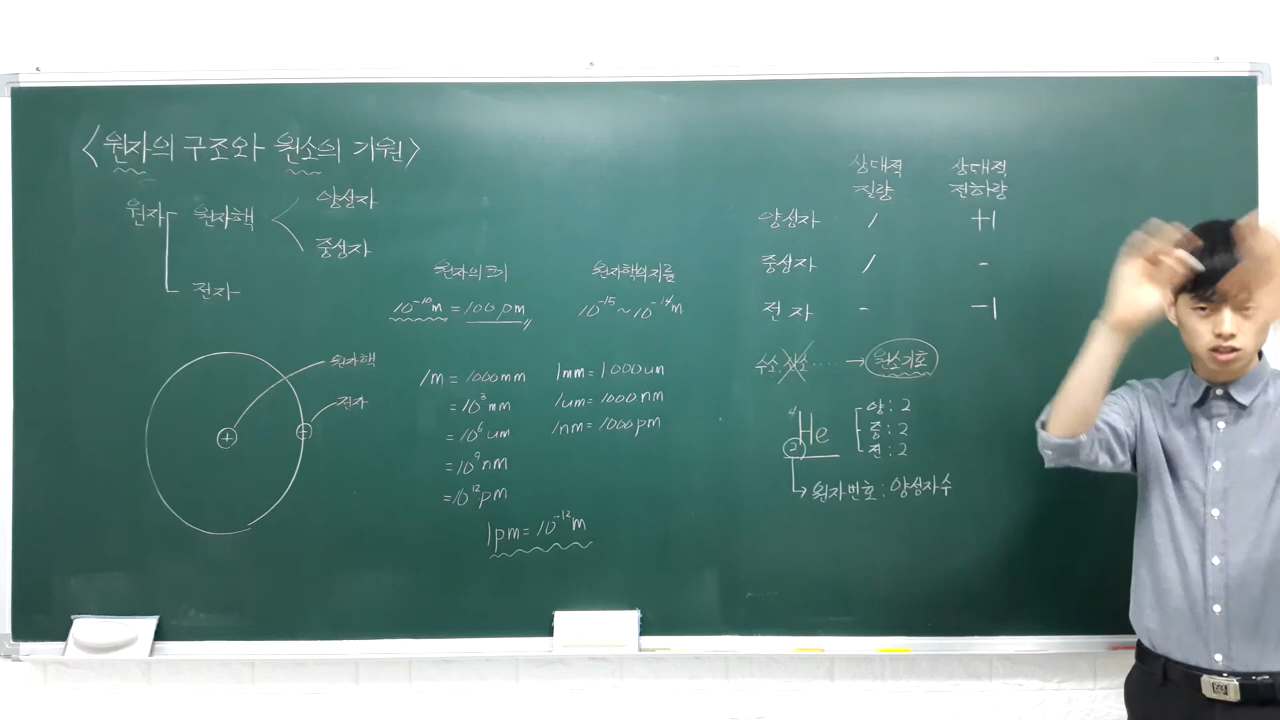 <원자의 구조와 원소의 기원>
원자 원자핵 양성자
중성자
전자
원자핵
전자
+
-
원자의 크기
10⁻¹⁰m = 100pm
1m = 1000mm
= 10³mm
= 10⁶um
= 10⁹nm
= 10¹²pm
1pm = 10⁻¹²m
원자핵의 지름
10⁻¹⁵ ~ 10⁻¹⁴m
1mm = 1000um
1um = 1000nm
1nm = 1000pm
상대적 상대적
질량 전하량
양성자 1 +1
중성자 1 -
전자 - -1
수소, 산소 ····· → 원소기호
⁴₂He
양 : 2
중 : 2
전 : 2
원자번호 : 양성자수